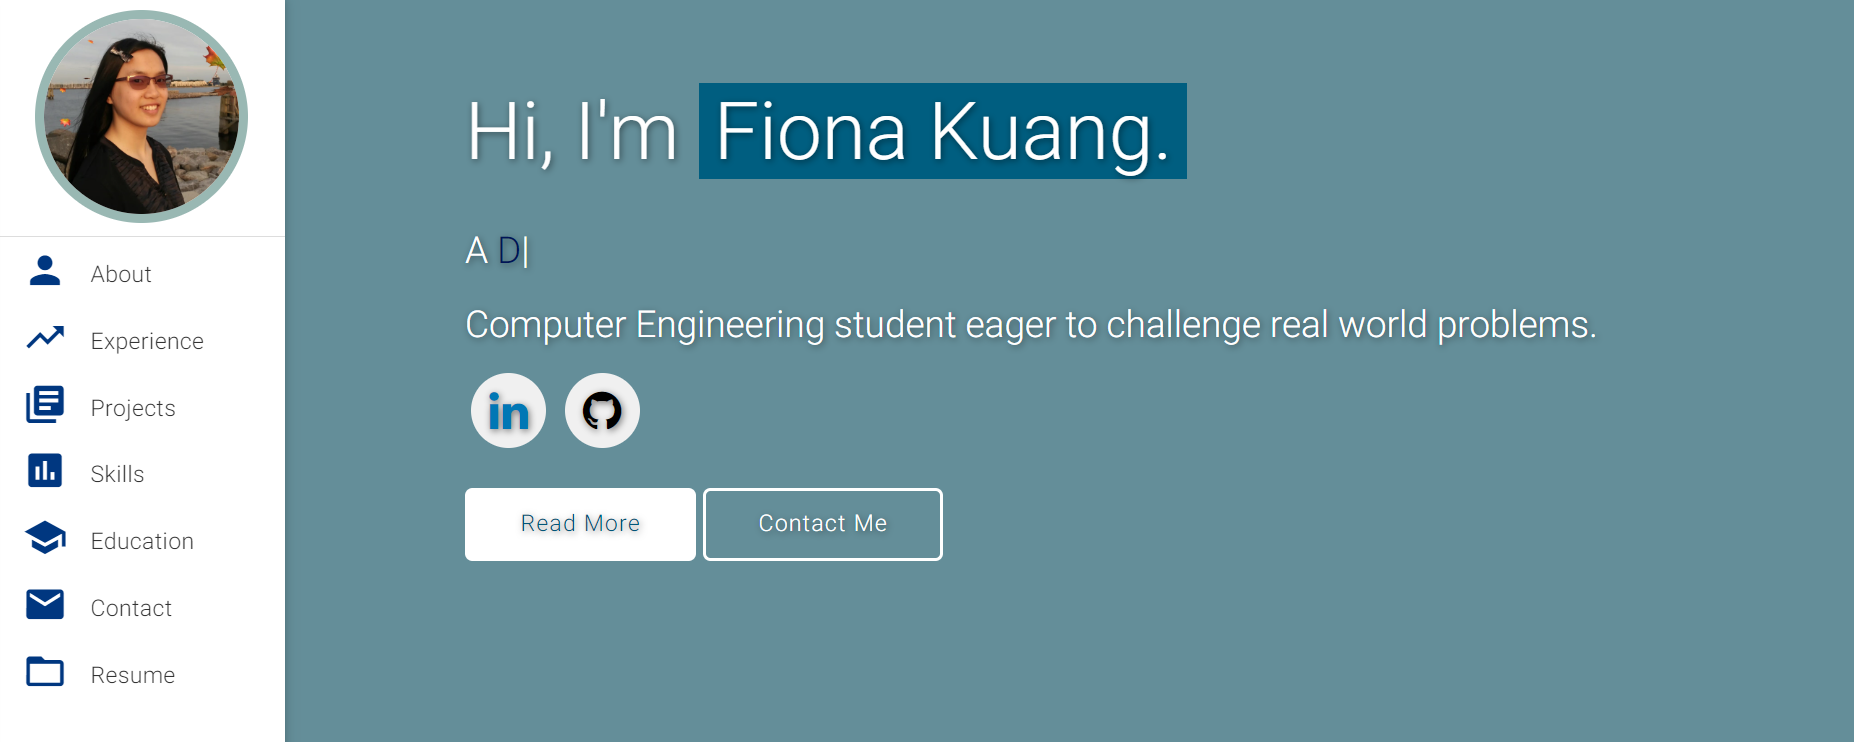 About
Experience
Projects
Skills
Education
Contact
Resume
Hi, I'm Fiona Kuang.
A D|
Computer Engineering student eager to challenge real world problems.
in
Read More
Contact Me